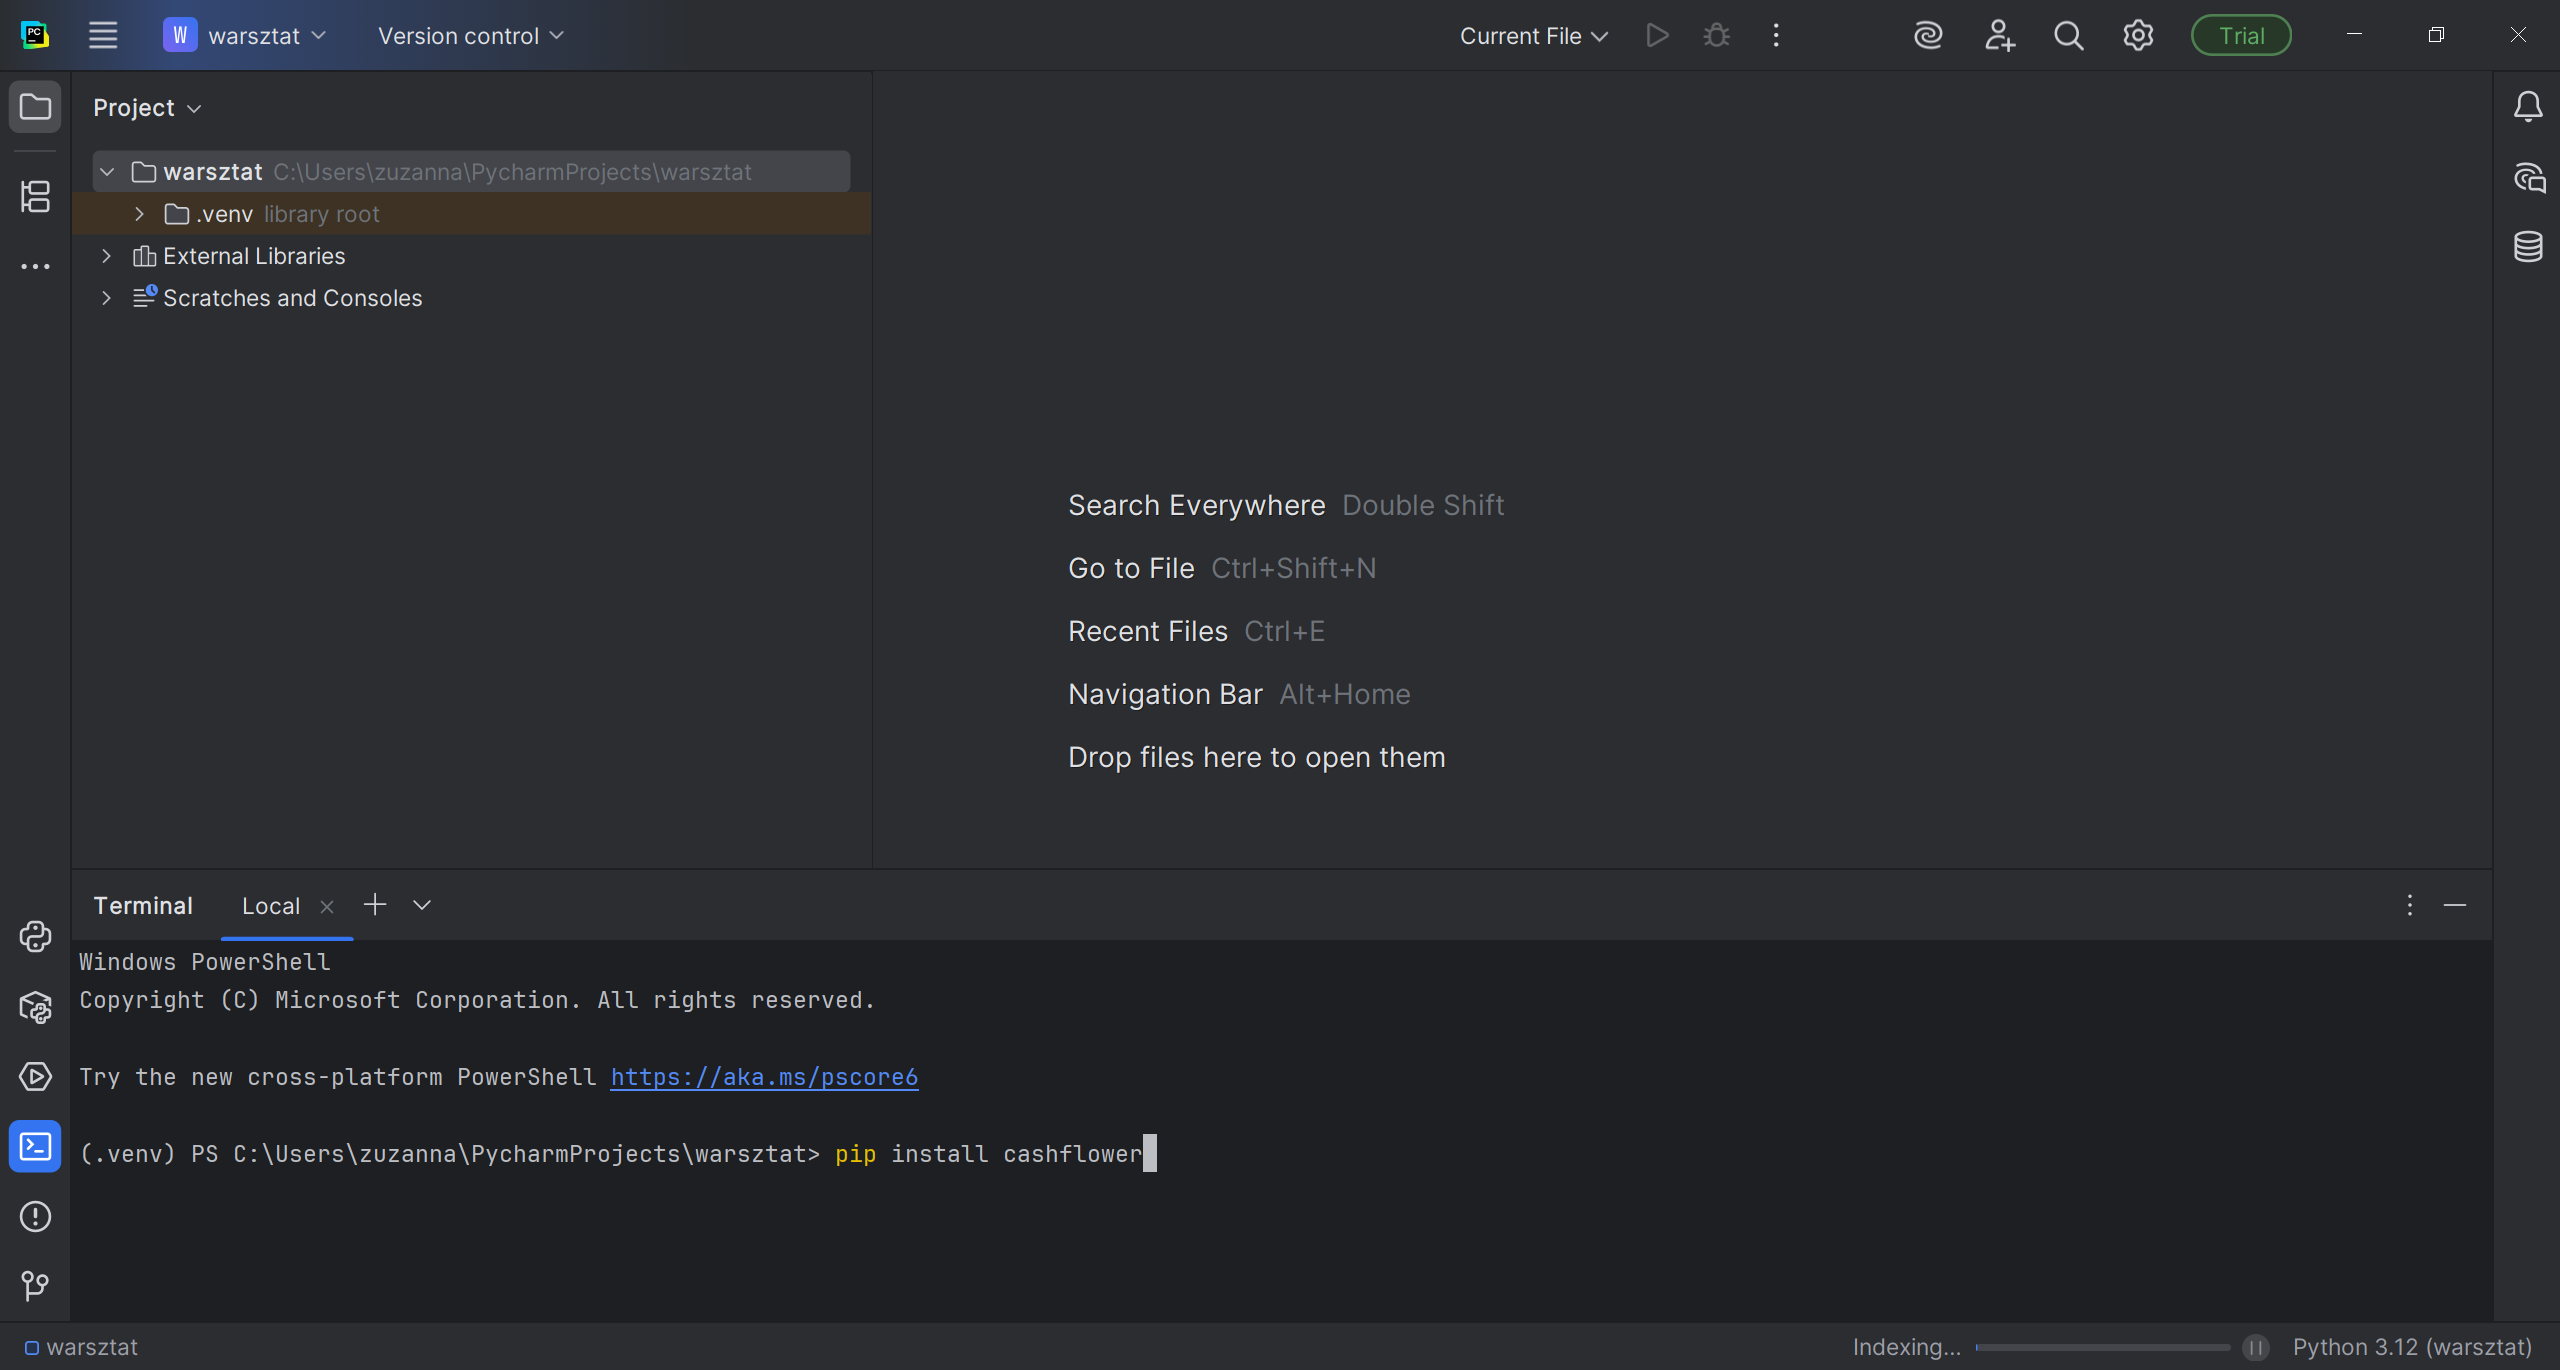 PC W warsztat Version control Current File Trial
Project
warsztat C:\Users\zuzanna\PycharmProjects\warsztat
.venv library root
External Libraries
Scratches and Consoles
Search Everywhere Double Shift
Go to File Ctrl+Shift+N
Recent Files Ctrl+E
Navigation Bar Alt+Home
Drop files here to open them
Terminal Local
Windows PowerShell
Copyright (C) Microsoft Corporation. All rights reserved.
Try the new cross-platform PowerShell https://aka.ms/pscore6
(.venv) PS C:\Users\zuzanna\PycharmProjects\warsztat> pip install cashflower
warsztat Indexing... Python 3.12 (warsztat)